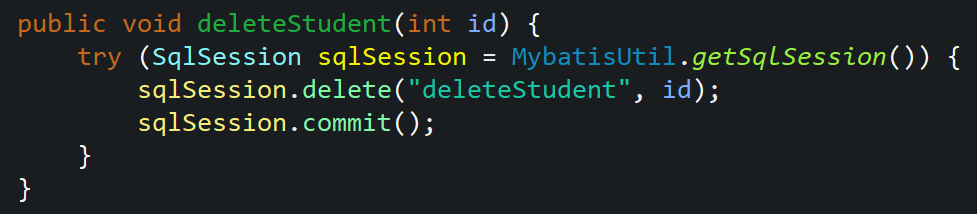 public void deleteStudent(int id) {
    try (SqlSession sqlSession = MybatisUtil.getSqlSession()) {
        sqlSession.delete("deleteStudent", id);
        sqlSession.commit();
    }
}